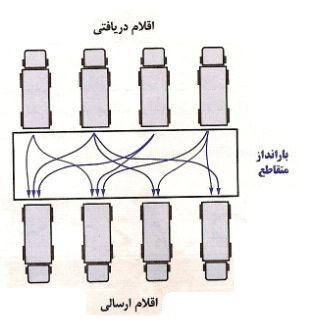 اقلام دریافتی
بارانداز
متقاطع
اقلام ارسالی